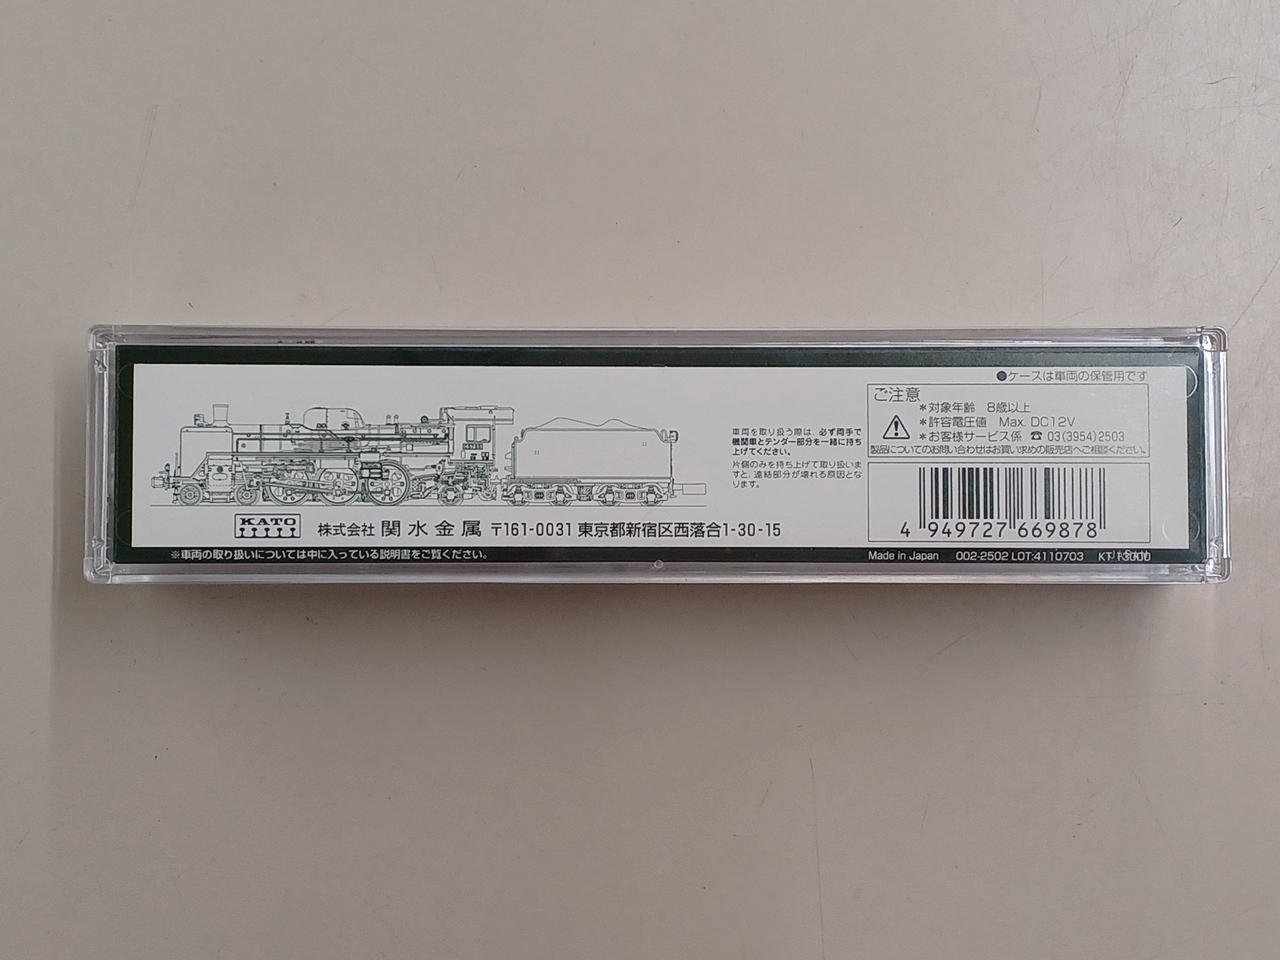 ●ケースは車両の保管用です
ご注意
*対象年齢 8歳以上
*許容電圧値 Max. DC12V
*お客様サービス係 ☎ 03(3954)2503
製品についてのお問い合わせはお買い求めの販売店へご相談ください。
車両を取り扱う際は、必ず両手で
機関車とテンダー部分を一緒に持ち
上げてください。
片側のみを持ち上げて取り扱いま
すと、連結部分が壊れる原因とな
ります。
4 949727 669878
KATO 株式会社 関水金属 〒161-0031 東京都新宿区西落合1-30-15
※車両の取り扱いについては中に入っている説明書をご覧ください。
Made in Japan 002-2502 LOT:4110703